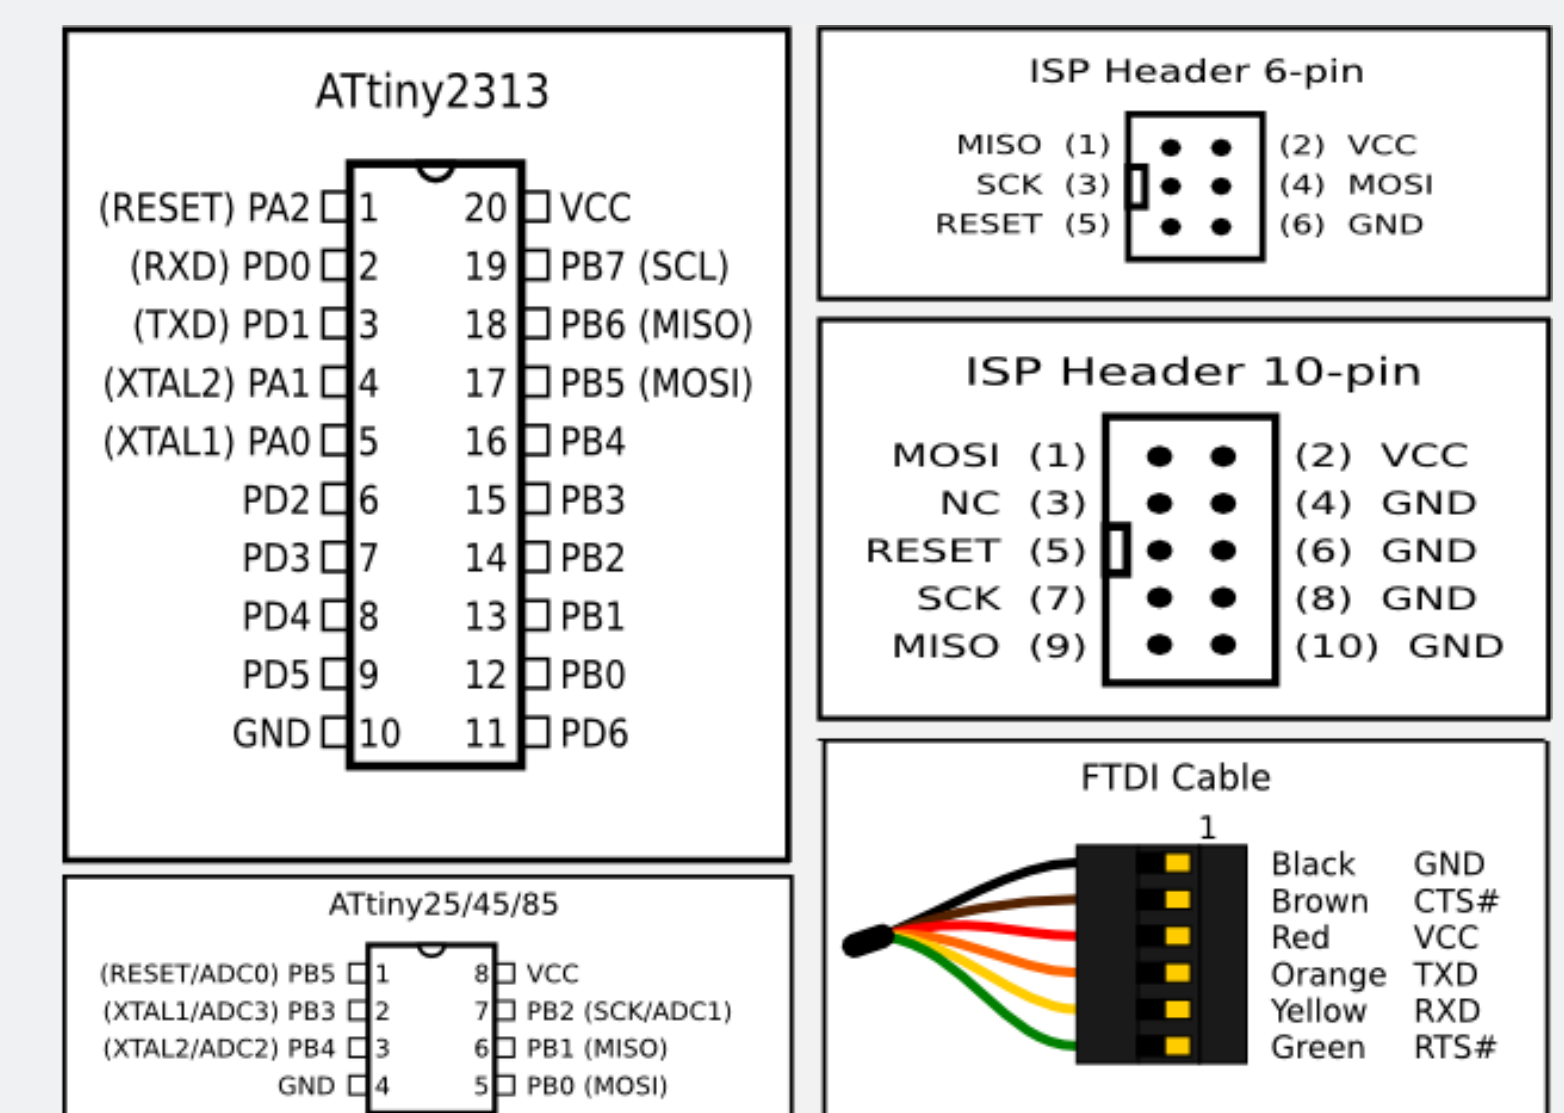 ATtiny2313
(RESET) PA2 1 20 VCC
(RXD) PD0 2 19 PB7 (SCL)
(TXD) PD1 3 18 PB6 (MISO)
(XTAL2) PA1 4 17 PB5 (MOSI)
(XTAL1) PA0 5 16 PB4
PD2 6 15 PB3
PD3 7 14 PB2
PD4 8 13 PB1
PD5 9 12 PB0
GND 10 11 PD6
ATtiny25/45/85
(RESET/ADC0) PB5 1 8 VCC
(XTAL1/ADC3) PB3 2 7 PB2 (SCK/ADC1)
(XTAL2/ADC2) PB4 3 6 PB1 (MISO)
GND 4 5 PB0 (MOSI)
ISP Header 6-pin
MISO (1) (2) VCC
SCK (3) (4) MOSI
RESET (5) (6) GND
ISP Header 10-pin
MOSI (1) (2) VCC
NC (3) (4) GND
RESET (5) (6) GND
SCK (7) (8) GND
MISO (9) (10) GND
FTDI Cable
1
Black GND
Brown CTS#
Red VCC
Orange TXD
Yellow RXD
Green RTS#